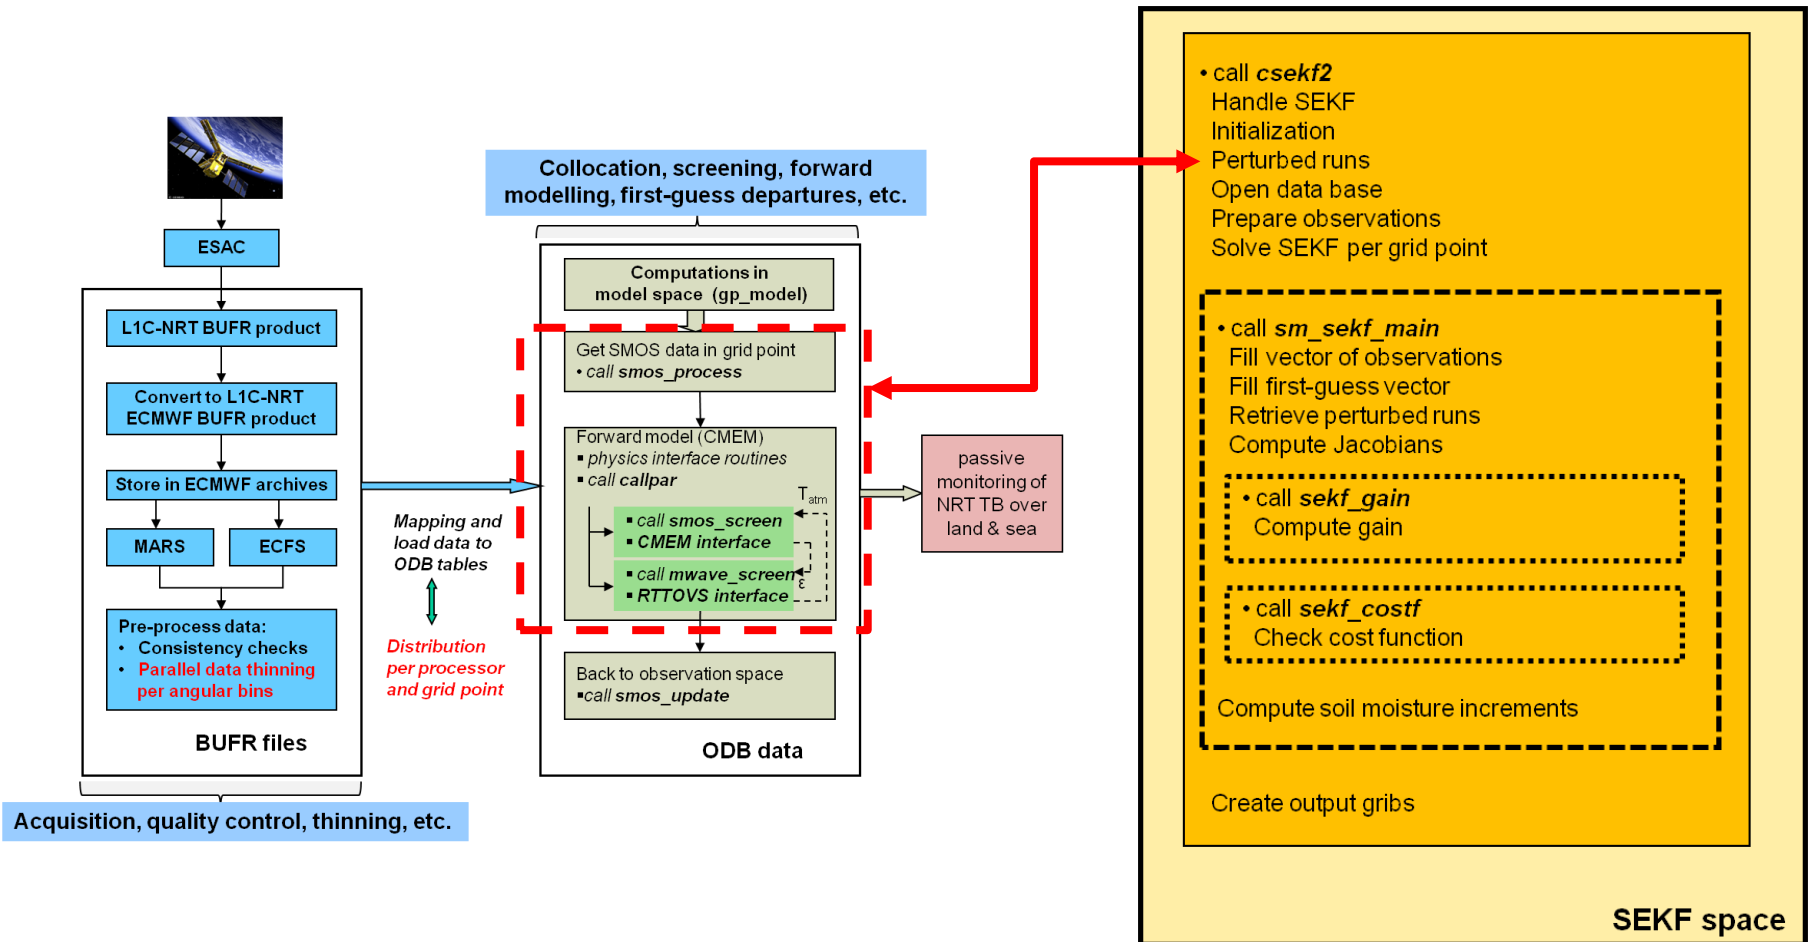 ESAC
L1C-NRT BUFR product
Convert to L1C-NRT
ECMWF BUFR product
Store in ECMWF archives
MARS
ECFS
Pre-process data:
• Consistency checks
• Parallel data thinning
per angular bins
BUFR files
Acquisition, quality control, thinning, etc.
Mapping and
load data to
ODB tables
Distribution
per processor
and grid point
Collocation, screening, forward
modelling, first-guess departures, etc.
Computations in
model space (gp_model)
Get SMOS data in grid point
• call smos_process
Forward model (CMEM)
▪ physics interface routines
▪ call callpar
Tatm
▪ call smos_screen
▪ CMEM interface
▪ call mwave_screen
ε
▪ RTTOVS interface
Back to observation space
▪call smos_update
ODB data
passive
monitoring of
NRT TB over
land & sea
• call csekf2
Handle SEKF
Initialization
Perturbed runs
Open data base
Prepare observations
Solve SEKF per grid point
• call sm_sekf_main
Fill vector of observations
Fill first-guess vector
Retrieve perturbed runs
Compute Jacobians
• call sekf_gain
Compute gain
• call sekf_costf
Check cost function
Compute soil moisture increments
Create output gribs
SEKF space